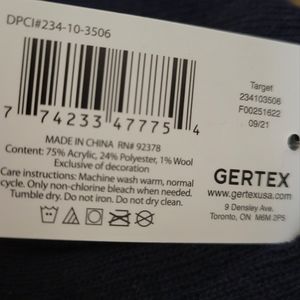 DPCI#234-10-3506
Target
234103506
F00251622
09/21
7 74233 47775 4
MADE IN CHINA RN# 92378
Content: 75% Acrylic, 24% Polyester, 1% Wool
Exclusive of decoration
Care instructions: Machine wash warm, normal
cycle. Only non-chlorine bleach when needed.
Tumble dry. Do not iron. Do not dry clean.
GERTEX
www.gertexusa.com
9 Densley Ave.
Toronto, ON M6M 2P5